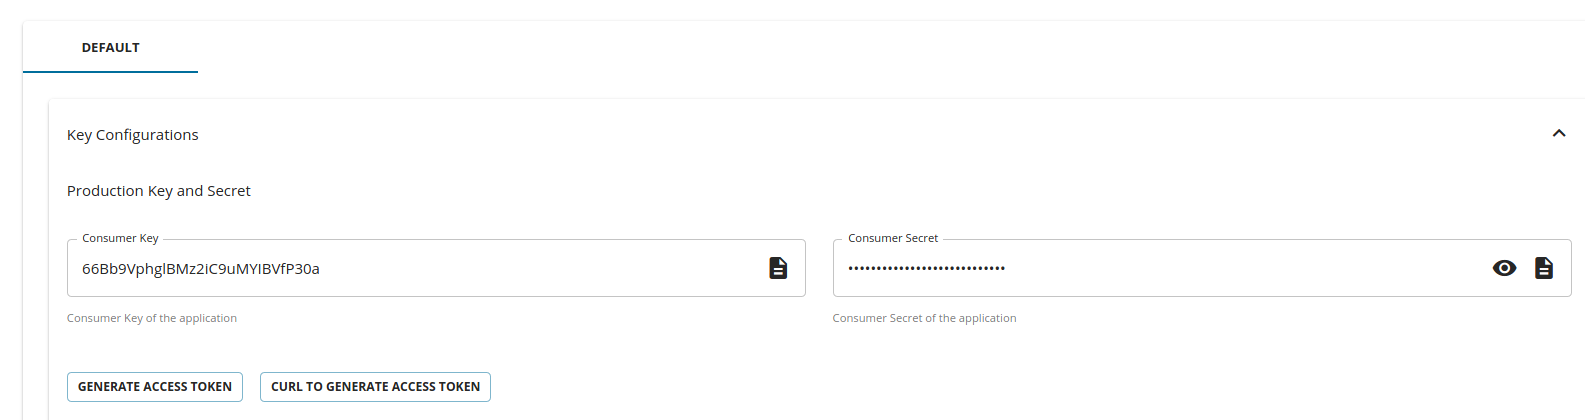 DEFAULT
Key Configurations
Production Key and Secret
Consumer Key
66Bb9VphglBMz2iC9uMYIBVfP30a
Consumer Secret
••••••••••••••••••••••••••••
Consumer Key of the application
Consumer Secret of the application
GENERATE ACCESS TOKEN
CURL TO GENERATE ACCESS TOKEN